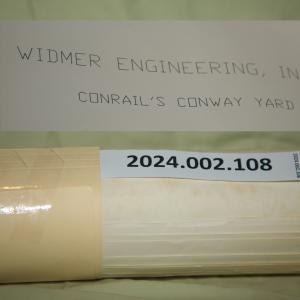 WIDMER ENGINEERING, IN
CONRAIL'S CONWAY YARD
2024.002.108